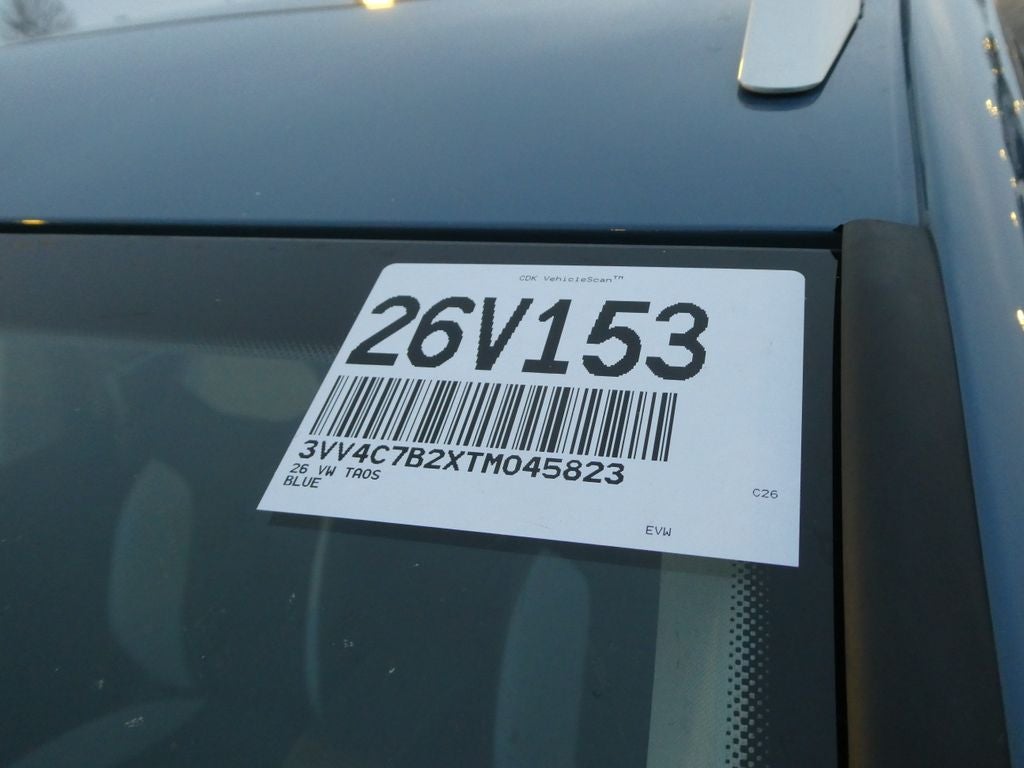 CDK VehicleScan™
26V153
3VV4C7B2XTM045823
26 VW TAOS
BLUE
C26
EVW